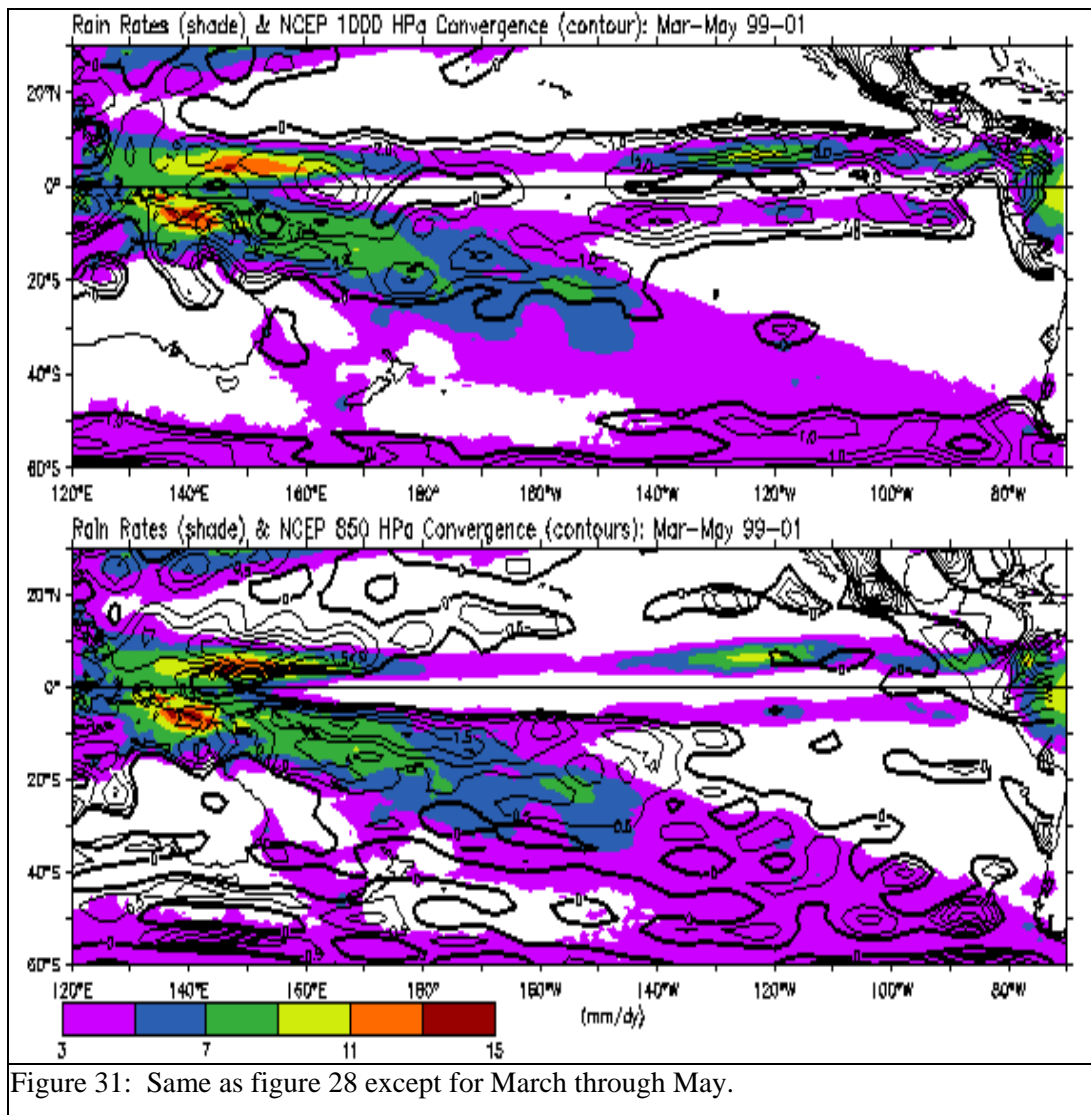 Rain Rates (shade) & NCEP 1000 HPa Convergence (contour): Mar-May 99-01
20°N
0°
20°S
40°S
60°S
120°E 140°E 160°E 180° 160°W 140°W 120°W 100°W 80°W
Rain Rates (shade) & NCEP 850 HPa Convergence (contours): Mar-May 99-01
20°N
0°
20°S
40°S
60°S
120°E 140°E 160°E 180° 160°W 140°W 120°W 100°W 80°W
(mm/dy)
3 7 11 15
Figure 31: Same as figure 28 except for March through May.